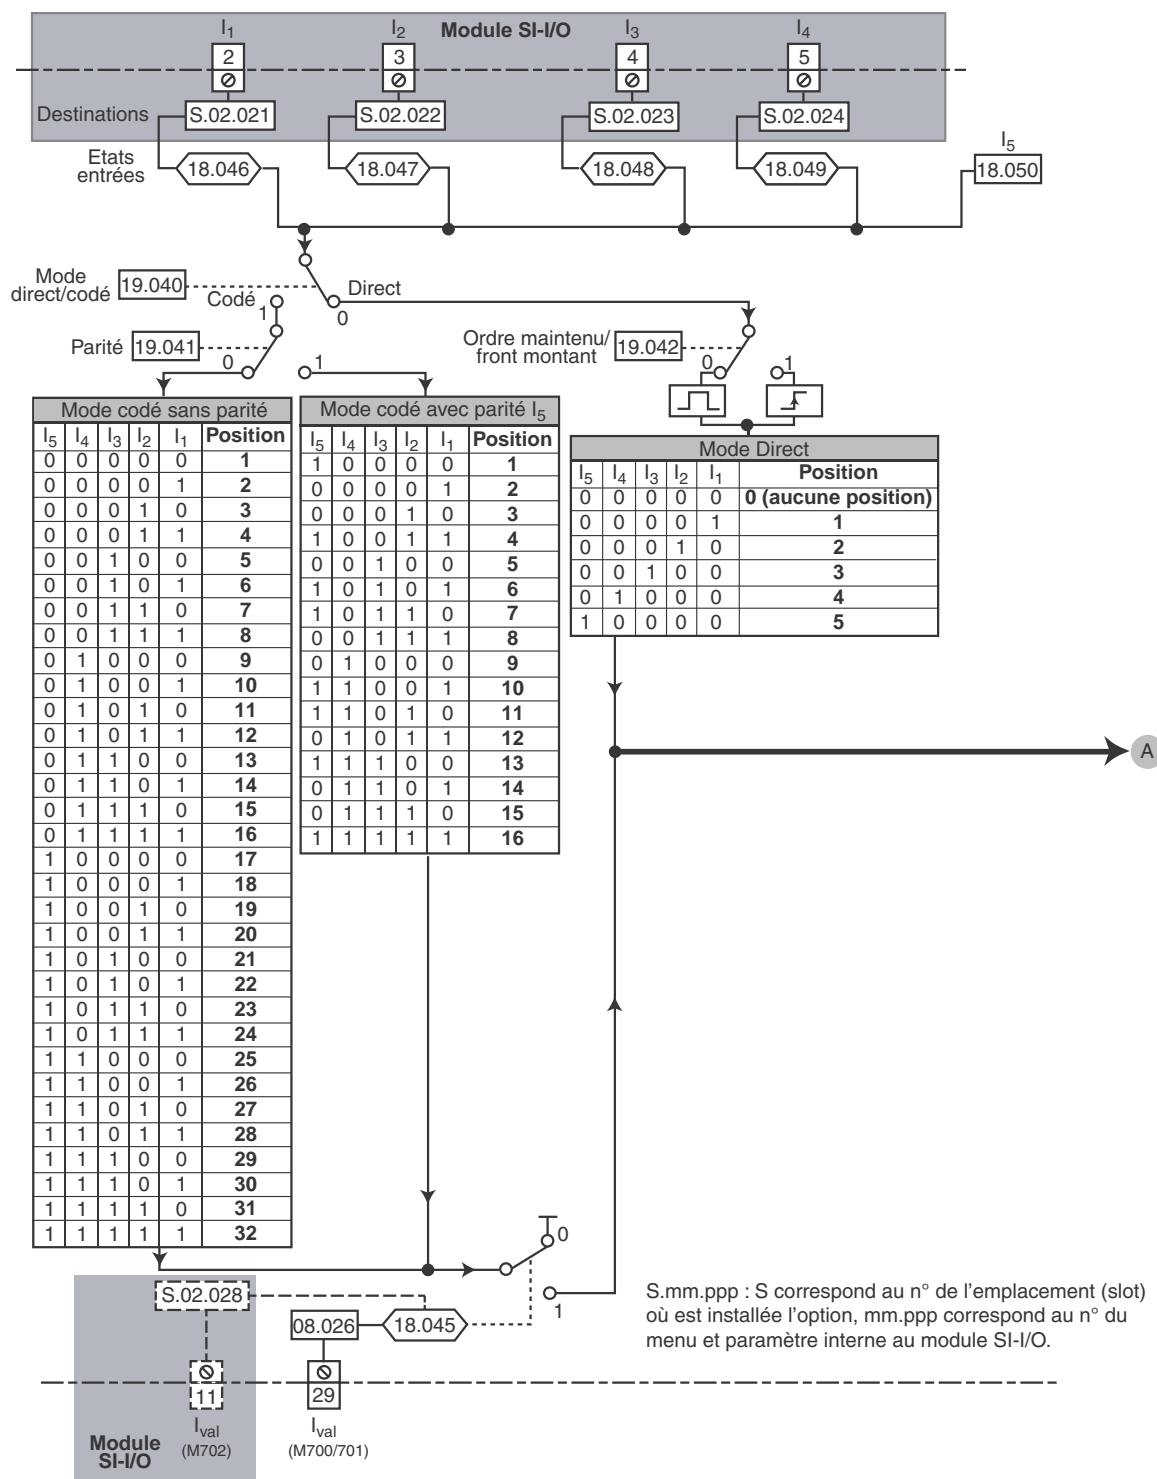 I1 I2 Module SI-I/O I3 I4
2 3 4 5
Destinations S.02.021 S.02.022 S.02.023 S.02.024
I5
Etats entrées 18.046 18.047 18.048 18.049 18.050
Mode direct/codé 19.040 Codé 1 Direct 0
Parité 19.041 0 1
Ordre maintenu/ front montant 19.042 0 1
Mode codé sans parité
I5 I4 I3 I2 I1 Position
0 0 0 0 0 1
0 0 0 0 1 2
0 0 0 1 0 3
0 0 0 1 1 4
0 0 1 0 0 5
0 0 1 0 1 6
0 0 1 1 0 7
0 0 1 1 1 8
0 1 0 0 0 9
0 1 0 0 1 10
0 1 0 1 0 11
0 1 0 1 1 12
0 1 1 0 0 13
0 1 1 0 1 14
0 1 1 1 0 15
0 1 1 1 1 16
1 0 0 0 0 17
1 0 0 0 1 18
1 0 0 1 0 19
1 0 0 1 1 20
1 0 1 0 0 21
1 0 1 0 1 22
1 0 1 1 0 23
1 0 1 1 1 24
1 1 0 0 0 25
1 1 0 0 1 26
1 1 0 1 0 27
1 1 0 1 1 28
1 1 1 0 0 29
1 1 1 0 1 30
1 1 1 1 0 31
1 1 1 1 1 32
Mode codé avec parité I5
I5 I4 I3 I2 I1 Position
1 0 0 0 0 1
0 0 0 0 1 2
0 0 0 1 0 3
1 0 0 1 1 4
0 0 1 0 0 5
1 0 1 0 1 6
1 0 1 1 0 7
0 0 1 1 1 8
0 1 0 0 0 9
1 1 0 0 1 10
1 1 0 1 0 11
0 1 0 1 1 12
1 1 1 0 0 13
0 1 1 0 1 14
0 1 1 1 0 15
1 1 1 1 1 16
Mode Direct
I5 I4 I3 I2 I1 Position
0 0 0 0 0 0 (aucune position)
0 0 0 0 1 1
0 0 0 1 0 2
0 0 1 0 0 3
0 1 0 0 0 4
1 0 0 0 0 5
A
0
1
S.02.028
08.026 18.045
S.mm.ppp : S correspond au n° de l'emplacement (slot)
où est installée l'option, mm.ppp correspond au n° du
menu et paramètre interne au module SI-I/O.
11 29
Ival Ival
(M702) (M700/701)
Module
SI-I/O